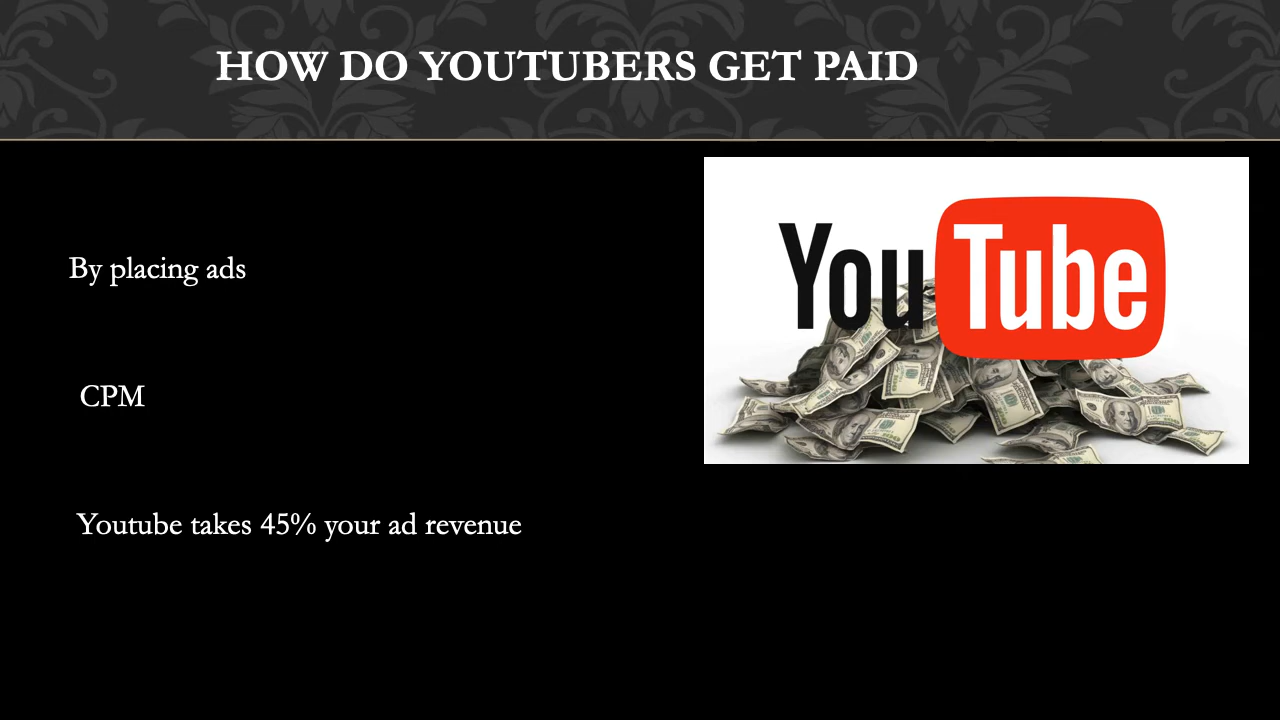 HOW DO YOUTUBERS GET PAID
By placing ads
CPM
Youtube takes 45% your ad revenue
YouTube